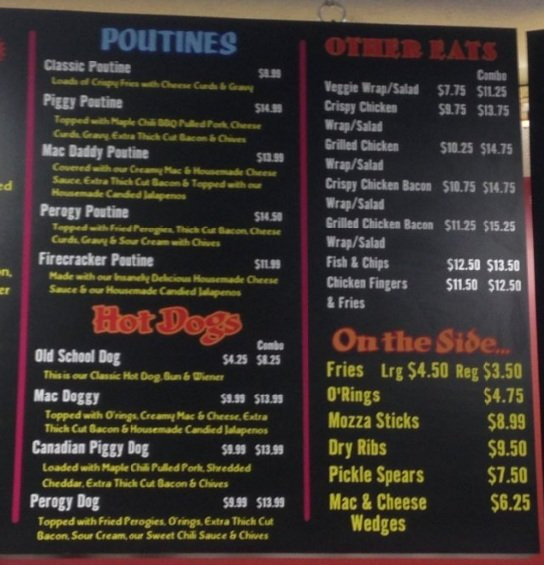 POUTINES
Classic Poutine $8.99
Loads of Crispy Fries with Cheese Curds & Gravy
Piggy Poutine $14.99
Topped with Maple Chili BBQ Pulled Pork, Cheese
Curds, Gravy, Extra Thick Cut Bacon & Chives
Mac Daddy Poutine $13.99
Covered with our Creamy Mac & Housemade Cheese
Sauce, Extra Thick Cut Bacon & Topped with our
Housemade Candied Jalapenos
Perogy Poutine $14.50
Topped with Fried Perogies, Thick Cut Bacon, Cheese
Curds, Gravy & Sour Cream with Chives
Firecracker Poutine $11.99
Made with our Insanely Delicious Housemade Cheese
Sauce & our Housemade Candied Jalapenos
Hot Dogs
Combo
Old School Dog $4.25 $8.25
This is our Classic Hot Dog, Bun & Wiener
Mac Doggy $9.99 $13.99
Topped with O'rings, Creamy Mac & Cheese, Extra
Thick Cut Bacon & Housemade Candied Jalapenos
Canadian Piggy Dog $9.99 $13.99
Loaded with Maple Chili Pulled Pork, Shredded
Cheddar, Extra Thick Cut Bacon & Chives
Perogy Dog $9.99 $13.99
Topped with Fried Perogies, O'rings, Extra Thick Cut
Bacon, Sour Cream, our Sweet Chili Sauce & Chives
OTHER EATS
Combo
Veggie Wrap/Salad $7.75 $11.25
Crispy Chicken $9.75 $13.75
Wrap/Salad
Grilled Chicken $10.25 $14.75
Wrap/Salad
Crispy Chicken Bacon $10.75 $14.75
Wrap/Salad
Grilled Chicken Bacon $11.25 $15.25
Wrap/Salad
Fish & Chips $12.50 $13.50
Chicken Fingers $11.50 $12.50
& Fries
On the Side...
Fries Lrg $4.50 Reg $3.50
O'Rings $4.75
Mozza Sticks $8.99
Dry Ribs $9.50
Pickle Spears $7.50
Mac & Cheese $6.25
Wedges